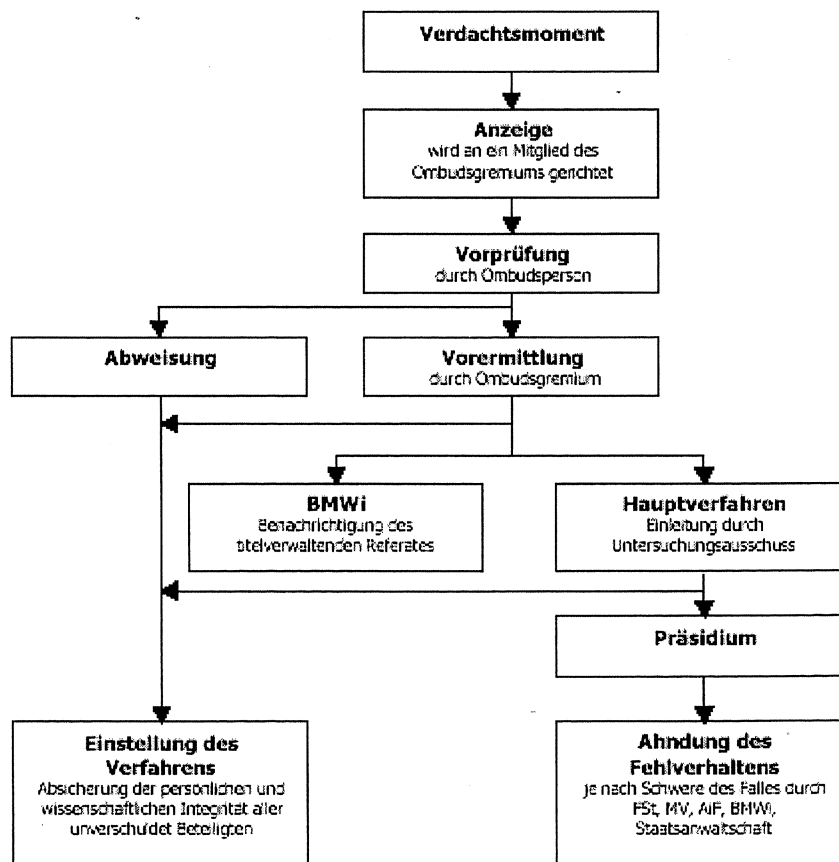 Verdachtsmoment
Anzeige
wird an ein Mitglied des
Ombudsgremiums gerichtet
Vorprüfung
durch Ombudsperson
Abweisung
Vorermittlung
durch Ombudsgremium
BMWi
Benachrichtigung des
titelverwaltenden Referates
Hauptverfahren
Einleitung durch
Untersuchungsausschuss
Präsidium
Einstellung des
Verfahrens
Absicherung der persönlichen und
wissenschaftlichen Integrität aller
unverschuldet Beteiligten
Ahndung des
Fehlverhaltens
je nach Schwere des Falles durch
FSt, MV, AiF, BMWi,
Staatsanwaltschaft